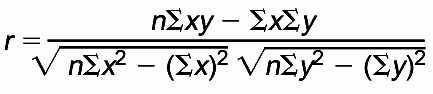 r = nΣxy − ΣxΣy / √nΣx² − (Σx)² √nΣy² − (Σy)²